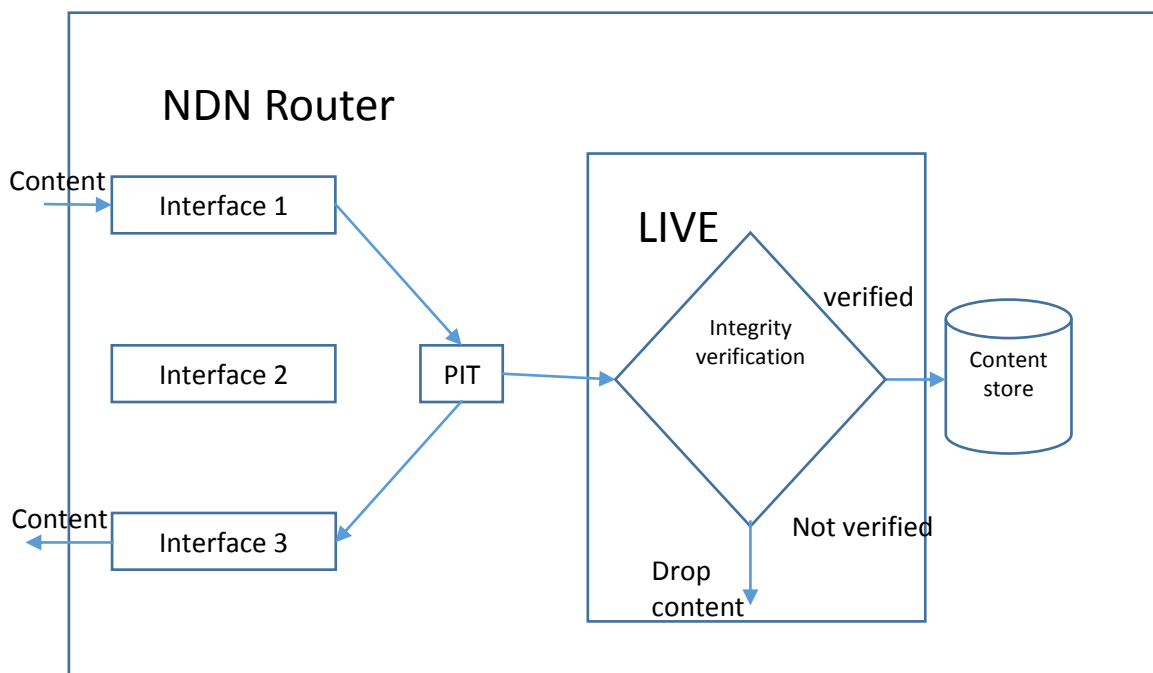 NDN Router
Content
Interface 1
LIVE
verified
Integrity
verification
Interface 2
PIT
Content
store
Content
Interface 3
Not verified
Drop
content